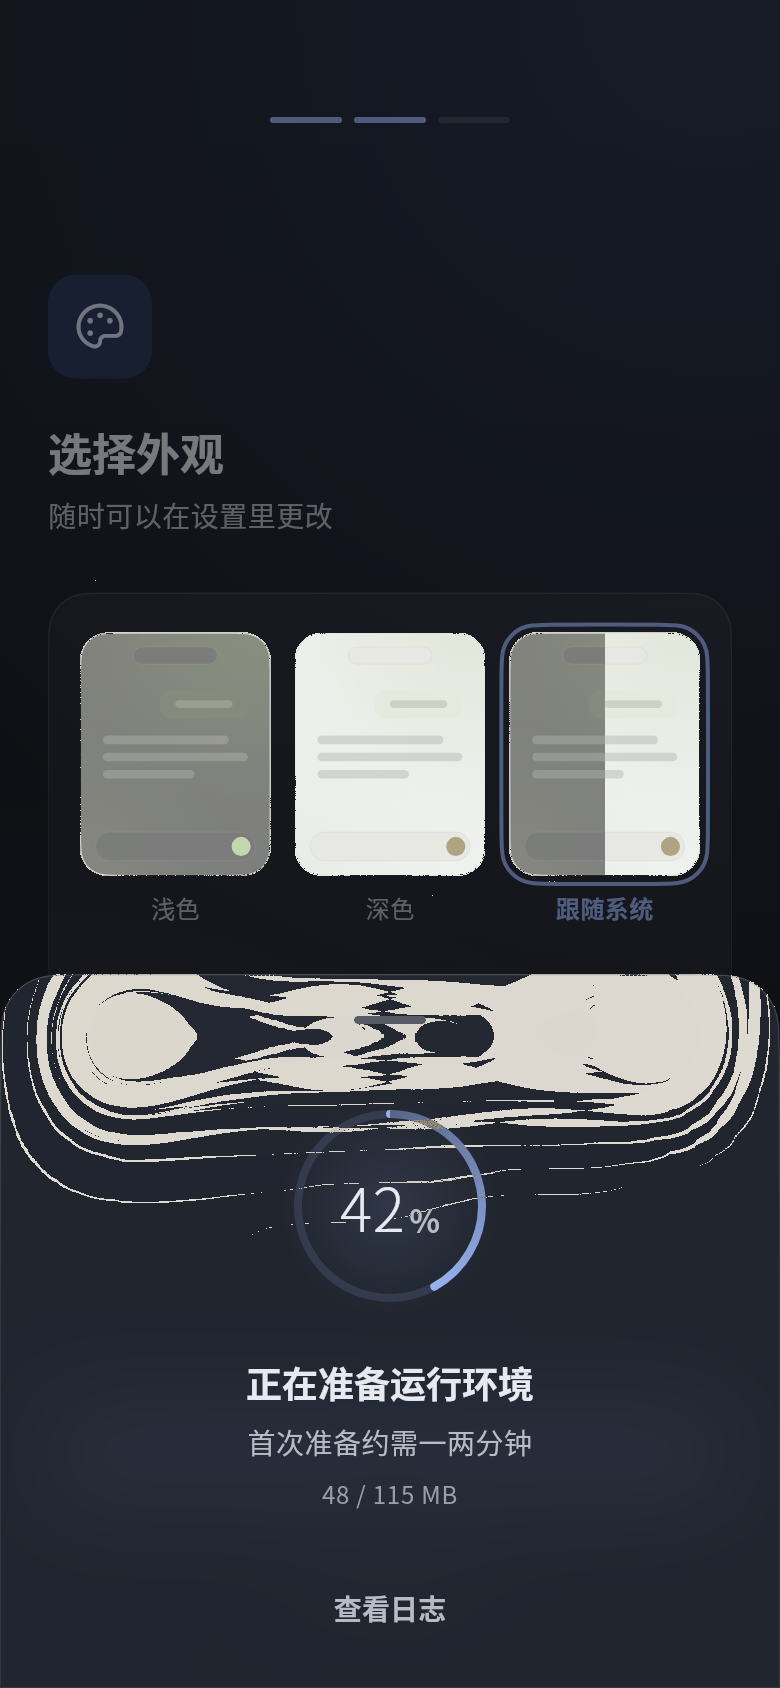 选择外观
随时可以在设置里更改
浅色
深色
跟随系统
42%
正在准备运行环境
首次准备约需一两分钟
48 / 115 MB
查看日志